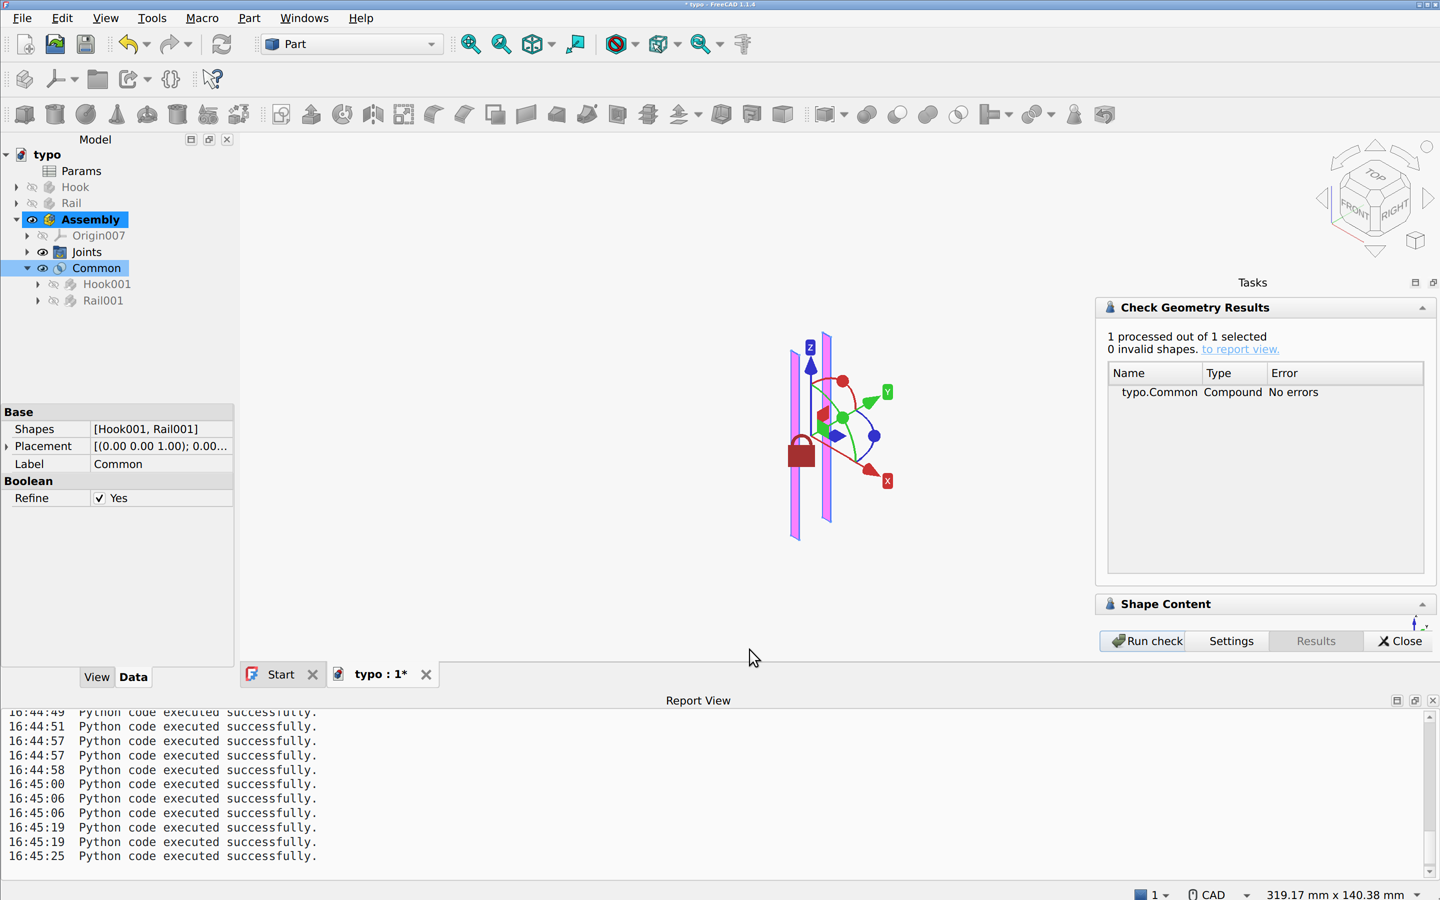 * typo - FreeCAD 1.1.4
File Edit View Tools Macro Part Windows Help
Part
Model
typo
Params
Hook
Rail
Assembly
Origin007
Joints
Common
Hook001
Rail001
Base
Shapes [Hook001, Rail001]
Placement [(0.00 0.00 1.00); 0.00...
Label Common
Boolean
Refine Yes
View Data
TOP
FRONT
RIGHT
Z
Y
X
Tasks
Check Geometry Results
1 processed out of 1 selected
0 invalid shapes. to report view.
Name Type Error
typo.Common Compound No errors
Shape Content
Run check Settings Results Close
Start typo : 1*
Report View
16:44:49 Python code executed successfully.
16:44:51 Python code executed successfully.
16:44:57 Python code executed successfully.
16:44:57 Python code executed successfully.
16:44:58 Python code executed successfully.
16:45:00 Python code executed successfully.
16:45:06 Python code executed successfully.
16:45:06 Python code executed successfully.
16:45:19 Python code executed successfully.
16:45:19 Python code executed successfully.
16:45:25 Python code executed successfully.
1 CAD 319.17 mm x 140.38 mm